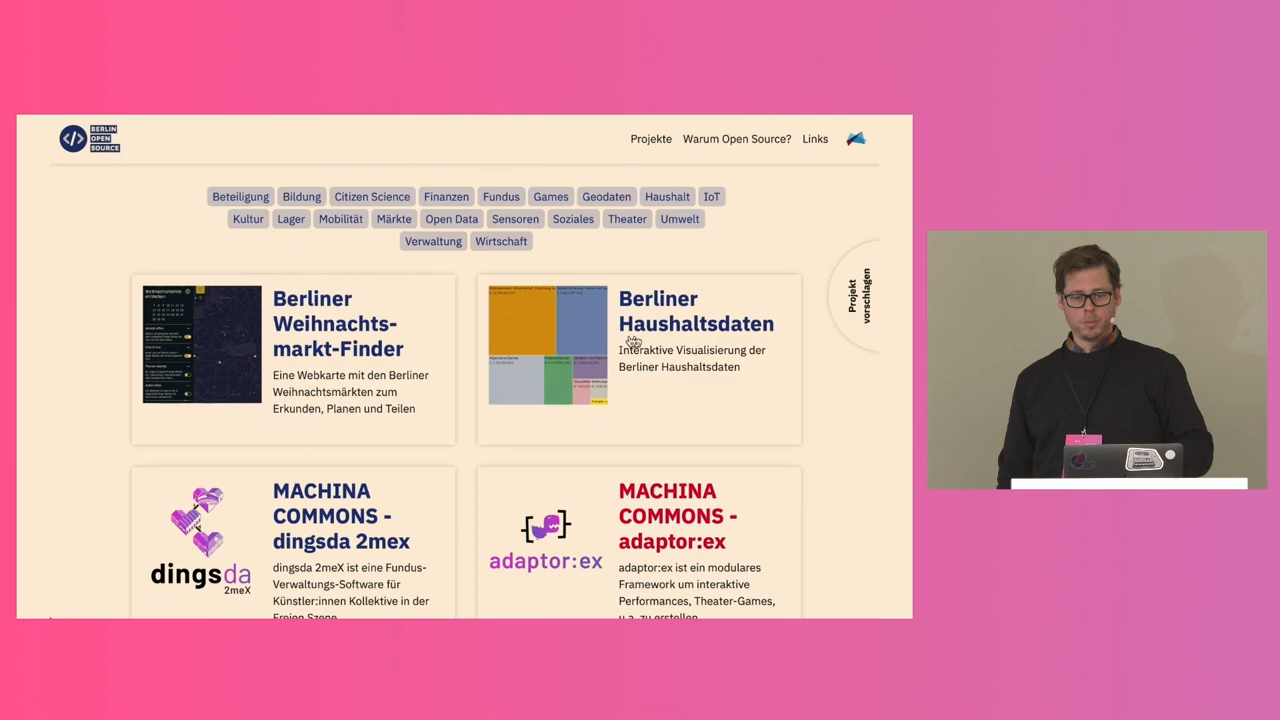 BERLIN
OPEN
SOURCE
Projekte Warum Open Source? Links
Beteiligung Bildung Citizen Science Finanzen Fundus Games Geodaten Haushalt IoT
Kultur Lager Mobilität Märkte Open Data Sensoren Soziales Theater Umwelt
Verwaltung Wirtschaft
Projekt
vorschlagen
Berliner
Weihnachts-
markt-Finder
Eine Webkarte mit den Berliner
Weihnachtsmärkten zum
Erkunden, Planen und Teilen
Berliner
Haushaltsdaten
Interaktive Visualisierung der
Berliner Haushaltsdaten
dingsda
2meX
MACHINA
COMMONS -
dingsda 2mex
dingsda 2meX ist eine Fundus-
Verwaltungs-Software für
Künstler:innen Kollektive in der
Freien Szene
adaptor:ex
MACHINA
COMMONS -
adaptor:ex
adaptor:ex ist ein modulares
Framework um interaktive
Performances, Theater-Games,
u.a. zu erstellen